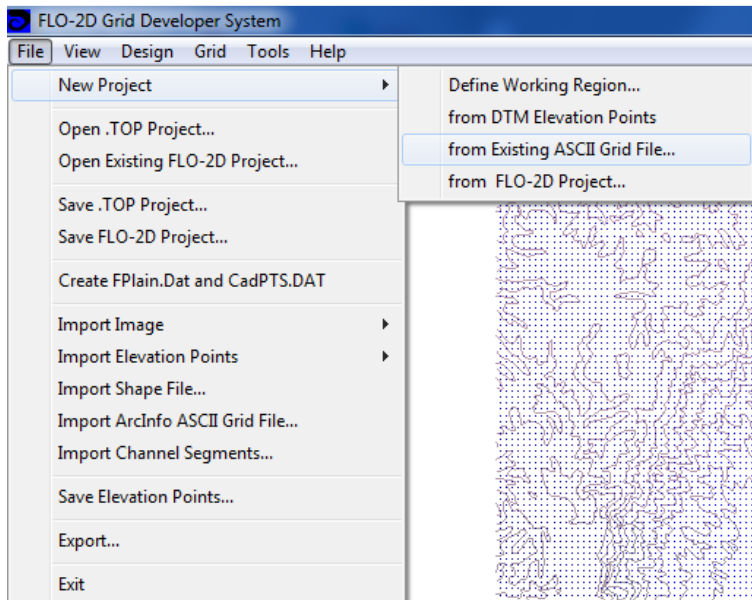 FLO-2D Grid Developer System
File View Design Grid Tools Help
New Project
Open .TOP Project...
Open Existing FLO-2D Project...
Save .TOP Project...
Save FLO-2D Project...
Create FPlain.Dat and CadPTS.DAT
Import Image
Import Elevation Points
Import Shape File...
Import ArcInfo ASCII Grid File...
Import Channel Segments...
Save Elevation Points...
Export...
Exit
Define Working Region...
from DTM Elevation Points
from Existing ASCII Grid File...
from FLO-2D Project...